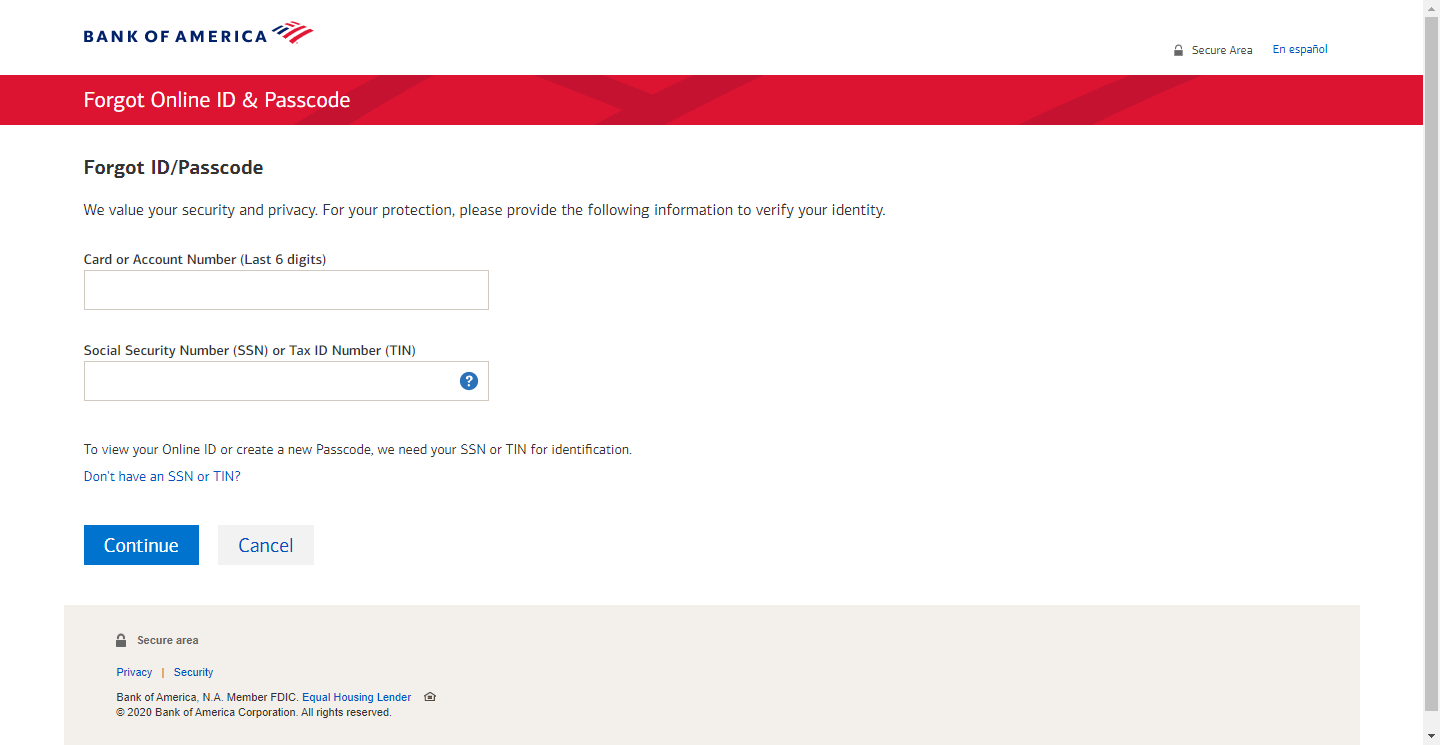 BANK OF AMERICA
Secure Area
En español
Forgot Online ID & Passcode
Forgot ID/Passcode
We value your security and privacy. For your protection, please provide the following information to verify your identity.
Card or Account Number (Last 6 digits)
Social Security Number (SSN) or Tax ID Number (TIN)
?
To view your Online ID or create a new Passcode, we need your SSN or TIN for identification.
Don't have an SSN or TIN?
Continue Cancel
Secure area
Privacy | Security
Bank of America, N.A. Member FDIC. Equal Housing Lender
© 2020 Bank of America Corporation. All rights reserved.